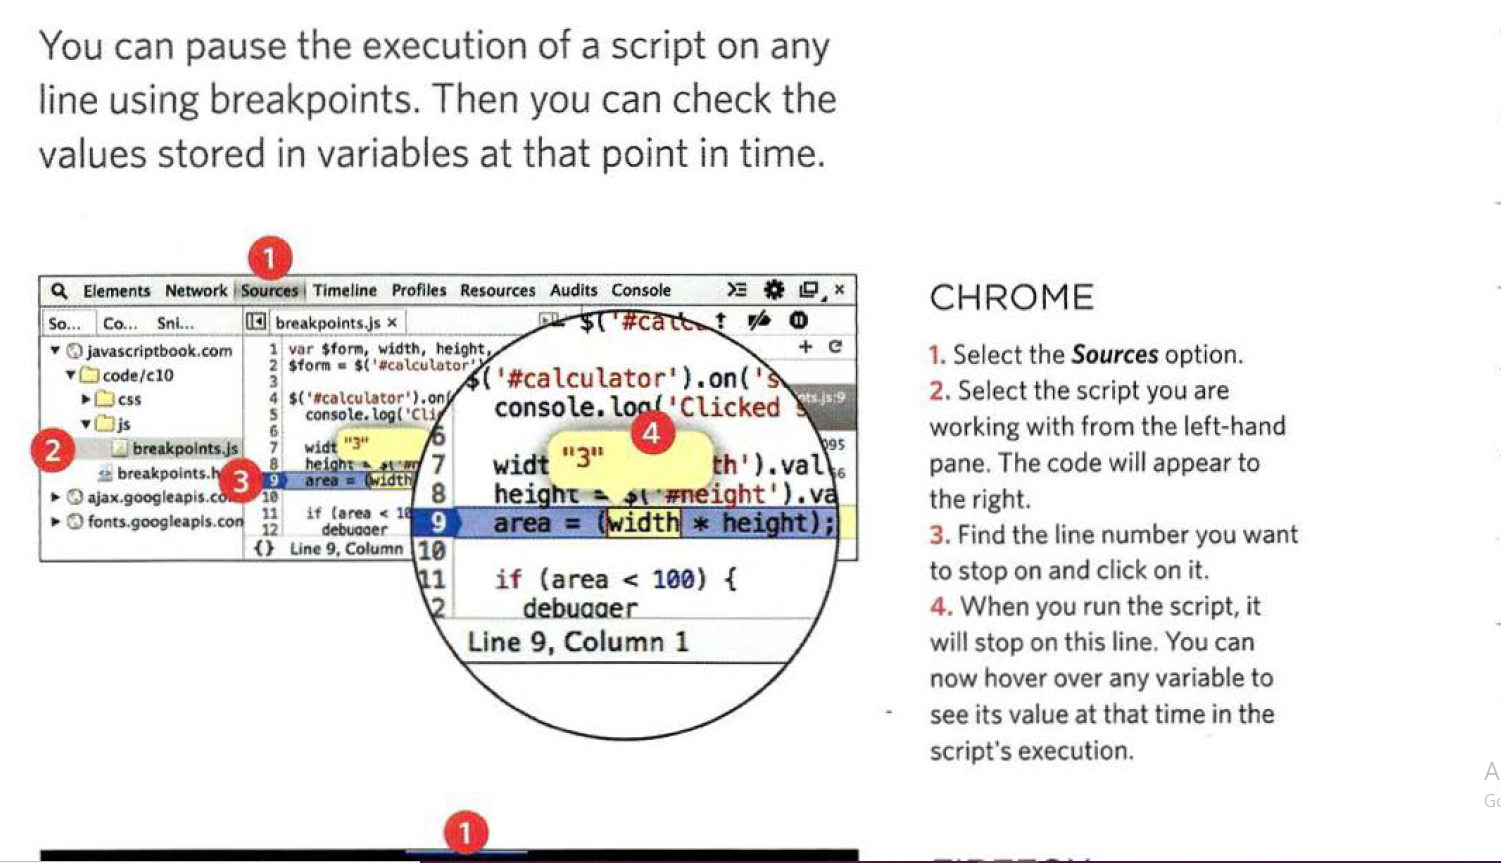 You can pause the execution of a script on any
line using breakpoints. Then you can check the
values stored in variables at that point in time.
1
Elements Network Sources Timeline Profiles Resources Audits Console
So... Co... Sni... breakpoints.js ×
javascriptbook.com
code/c10
css
js
2
breakpoints.js
breakpoints.h
ajax.googleapis.co
fonts.googleapis.con
1 var $form, width, height,
2 $form = $('#calculator')
3
4 $('#calculator').on(
5 console.log('Cli
6
7 widt "3"
8 height =
3
9 area = (width
10
11 if (area < 10
12 debugger
{} Line 9, Column
$('#calc
$('#calculator').on('s
console.log('Clicked s
nts.js:9
6
4
095
7 widt "3" th').val
8 height = $('#height').va
9 area = (width * height);
10
11 if (area < 100) {
2 debugger
Line 9, Column 1
CHROME
1. Select the Sources option.
2. Select the script you are
working with from the left-hand
pane. The code will appear to
the right.
3. Find the line number you want
to stop on and click on it.
4. When you run the script, it
will stop on this line. You can
now hover over any variable to
see its value at that time in the
script's execution.
1